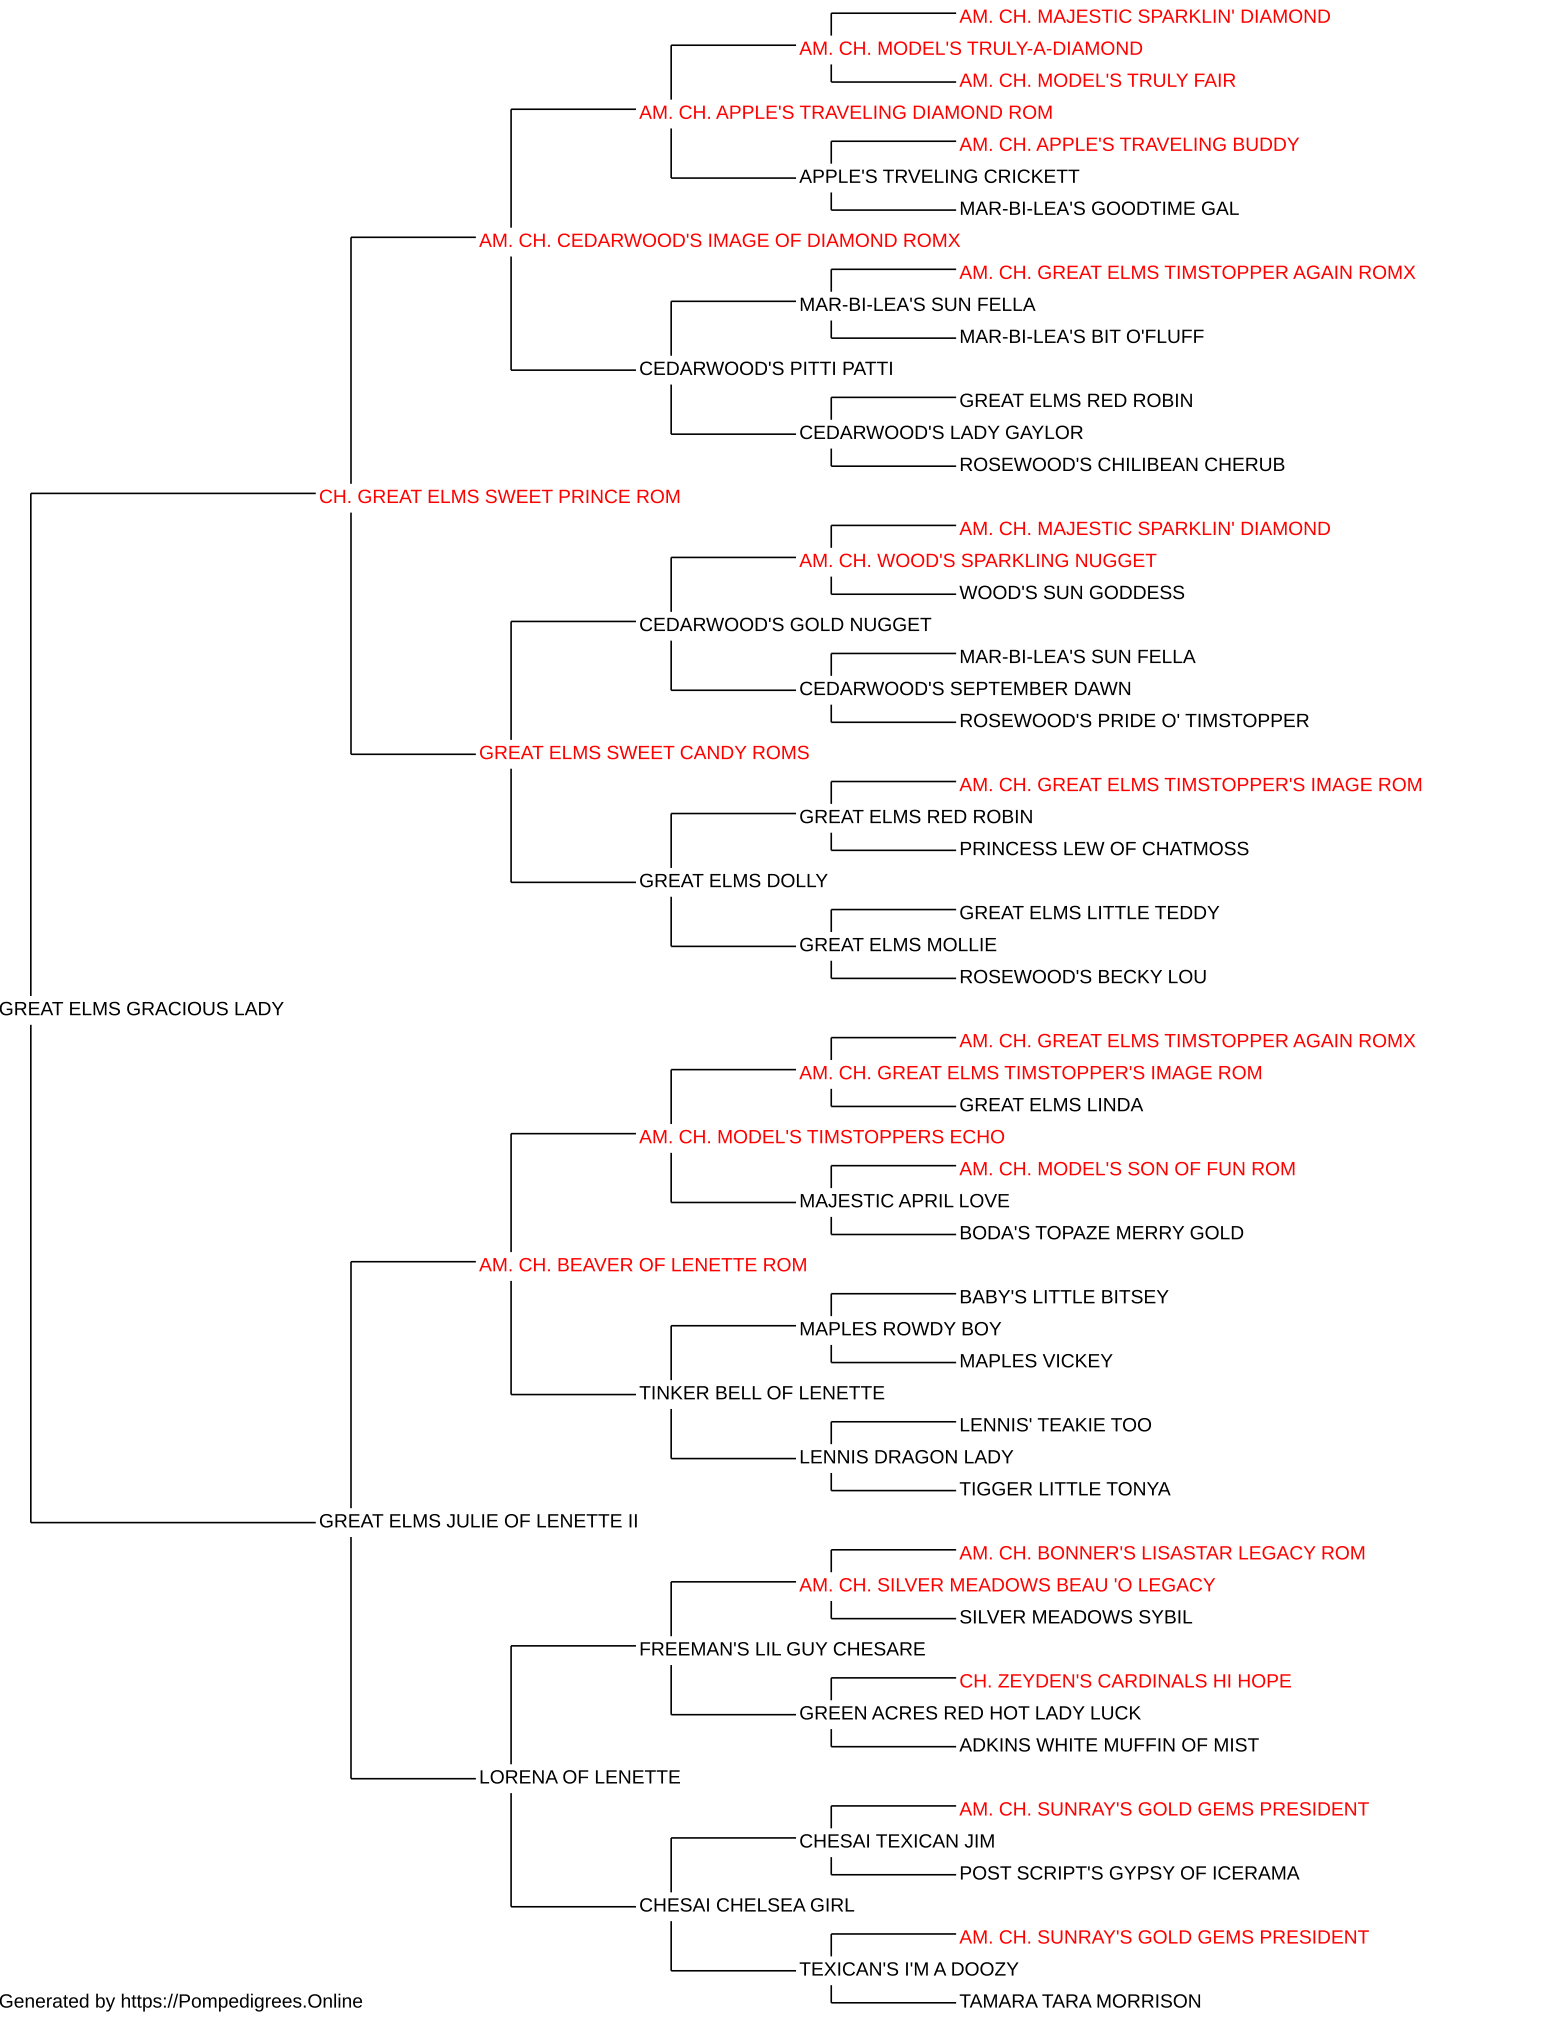 AM. CH. MAJESTIC SPARKLIN' DIAMOND
AM. CH. MODEL'S TRULY-A-DIAMOND
AM. CH. MODEL'S TRULY FAIR
AM. CH. APPLE'S TRAVELING DIAMOND ROM
AM. CH. APPLE'S TRAVELING BUDDY
APPLE'S TRVELING CRICKETT
MAR-BI-LEA'S GOODTIME GAL
AM. CH. CEDARWOOD'S IMAGE OF DIAMOND ROMX
AM. CH. GREAT ELMS TIMSTOPPER AGAIN ROMX
MAR-BI-LEA'S SUN FELLA
MAR-BI-LEA'S BIT O'FLUFF
CEDARWOOD'S PITTI PATTI
GREAT ELMS RED ROBIN
CEDARWOOD'S LADY GAYLOR
ROSEWOOD'S CHILIBEAN CHERUB
CH. GREAT ELMS SWEET PRINCE ROM
AM. CH. MAJESTIC SPARKLIN' DIAMOND
AM. CH. WOOD'S SPARKLING NUGGET
WOOD'S SUN GODDESS
CEDARWOOD'S GOLD NUGGET
MAR-BI-LEA'S SUN FELLA
CEDARWOOD'S SEPTEMBER DAWN
ROSEWOOD'S PRIDE O' TIMSTOPPER
GREAT ELMS SWEET CANDY ROMS
AM. CH. GREAT ELMS TIMSTOPPER'S IMAGE ROM
GREAT ELMS RED ROBIN
PRINCESS LEW OF CHATMOSS
GREAT ELMS DOLLY
GREAT ELMS LITTLE TEDDY
GREAT ELMS MOLLIE
ROSEWOOD'S BECKY LOU
GREAT ELMS GRACIOUS LADY
AM. CH. GREAT ELMS TIMSTOPPER AGAIN ROMX
AM. CH. GREAT ELMS TIMSTOPPER'S IMAGE ROM
GREAT ELMS LINDA
AM. CH. MODEL'S TIMSTOPPERS ECHO
AM. CH. MODEL'S SON OF FUN ROM
MAJESTIC APRIL LOVE
BODA'S TOPAZE MERRY GOLD
AM. CH. BEAVER OF LENETTE ROM
BABY'S LITTLE BITSEY
MAPLES ROWDY BOY
MAPLES VICKEY
TINKER BELL OF LENETTE
LENNIS' TEAKIE TOO
LENNIS DRAGON LADY
TIGGER LITTLE TONYA
GREAT ELMS JULIE OF LENETTE II
AM. CH. BONNER'S LISASTAR LEGACY ROM
AM. CH. SILVER MEADOWS BEAU 'O LEGACY
SILVER MEADOWS SYBIL
FREEMAN'S LIL GUY CHESARE
CH. ZEYDEN'S CARDINALS HI HOPE
GREEN ACRES RED HOT LADY LUCK
ADKINS WHITE MUFFIN OF MIST
LORENA OF LENETTE
AM. CH. SUNRAY'S GOLD GEMS PRESIDENT
CHESAI TEXICAN JIM
POST SCRIPT'S GYPSY OF ICERAMA
CHESAI CHELSEA GIRL
AM. CH. SUNRAY'S GOLD GEMS PRESIDENT
TEXICAN'S I'M A DOOZY
TAMARA TARA MORRISON
Generated by https://Pompedigrees.Online